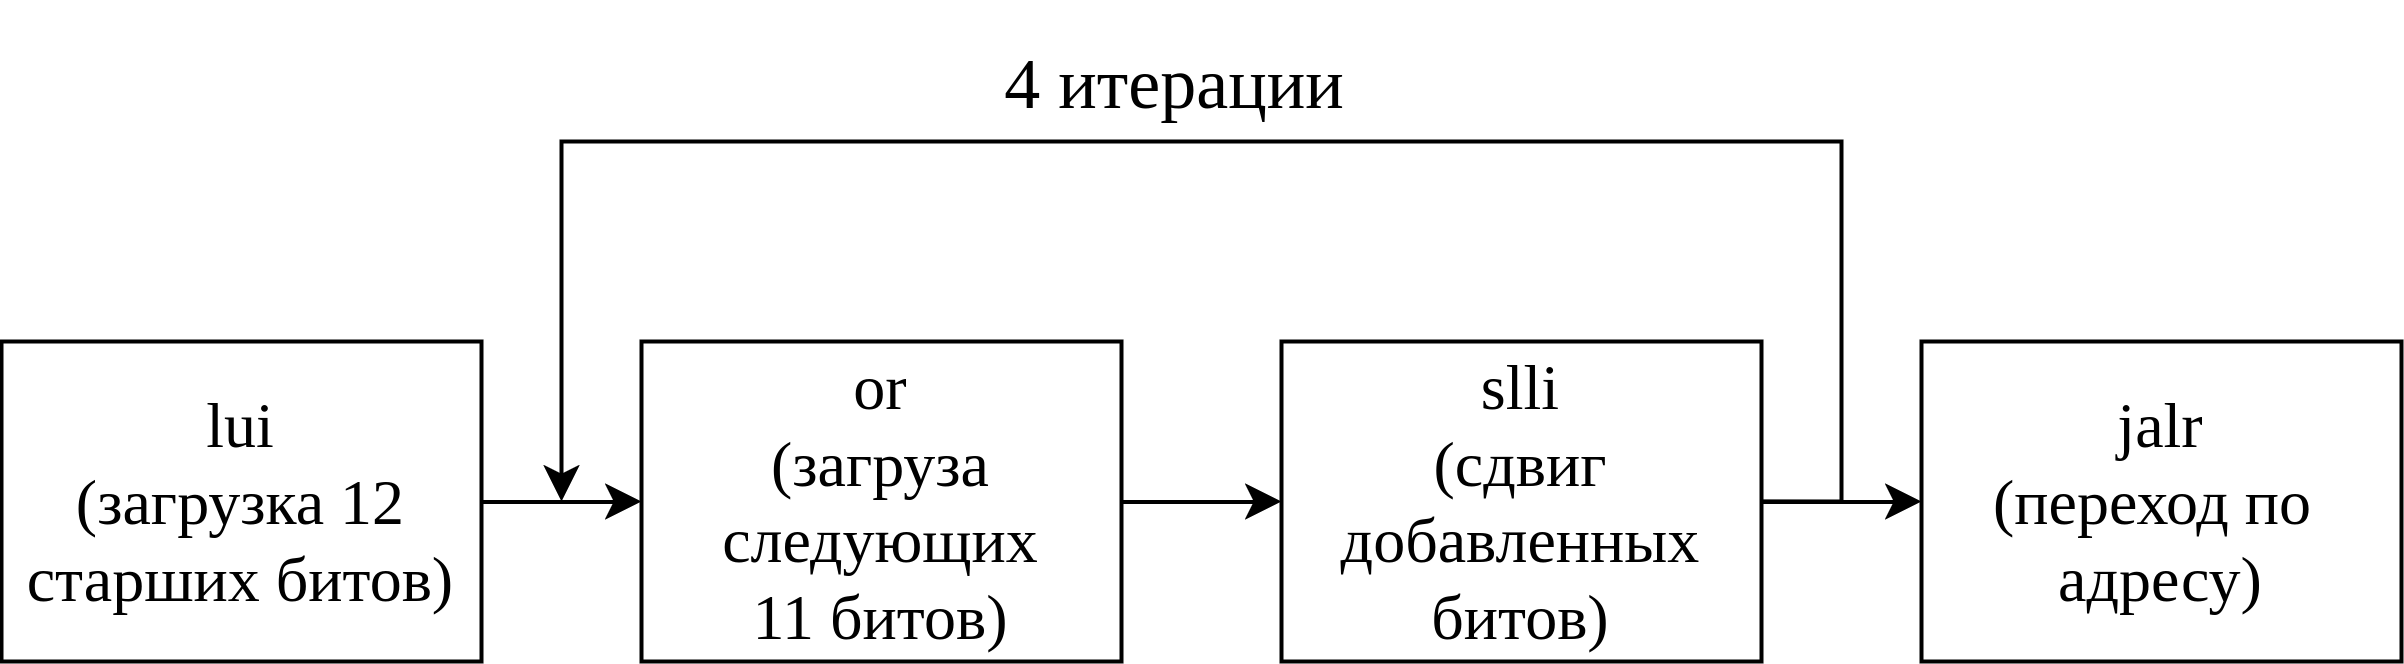 4 итерации
lui
(загрузка 12
старших битов)
or
(загруза
следующих
11 битов)
slli
(сдвиг
добавленных
битов)
jalr
(переход по
адресу)